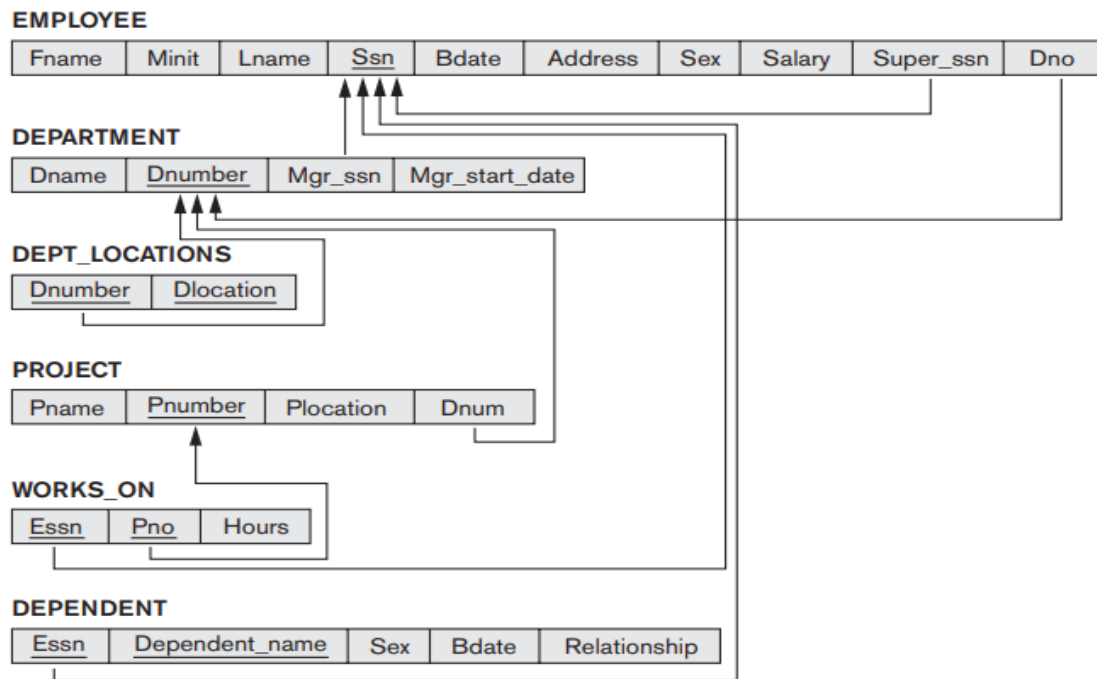 EMPLOYEE
Fname Minit Lname Ssn Bdate Address Sex Salary Super_ssn Dno
DEPARTMENT
Dname Dnumber Mgr_ssn Mgr_start_date
DEPT_LOCATIONS
Dnumber Dlocation
PROJECT
Pname Pnumber Plocation Dnum
WORKS_ON
Essn Pno Hours
DEPENDENT
Essn Dependent_name Sex Bdate Relationship